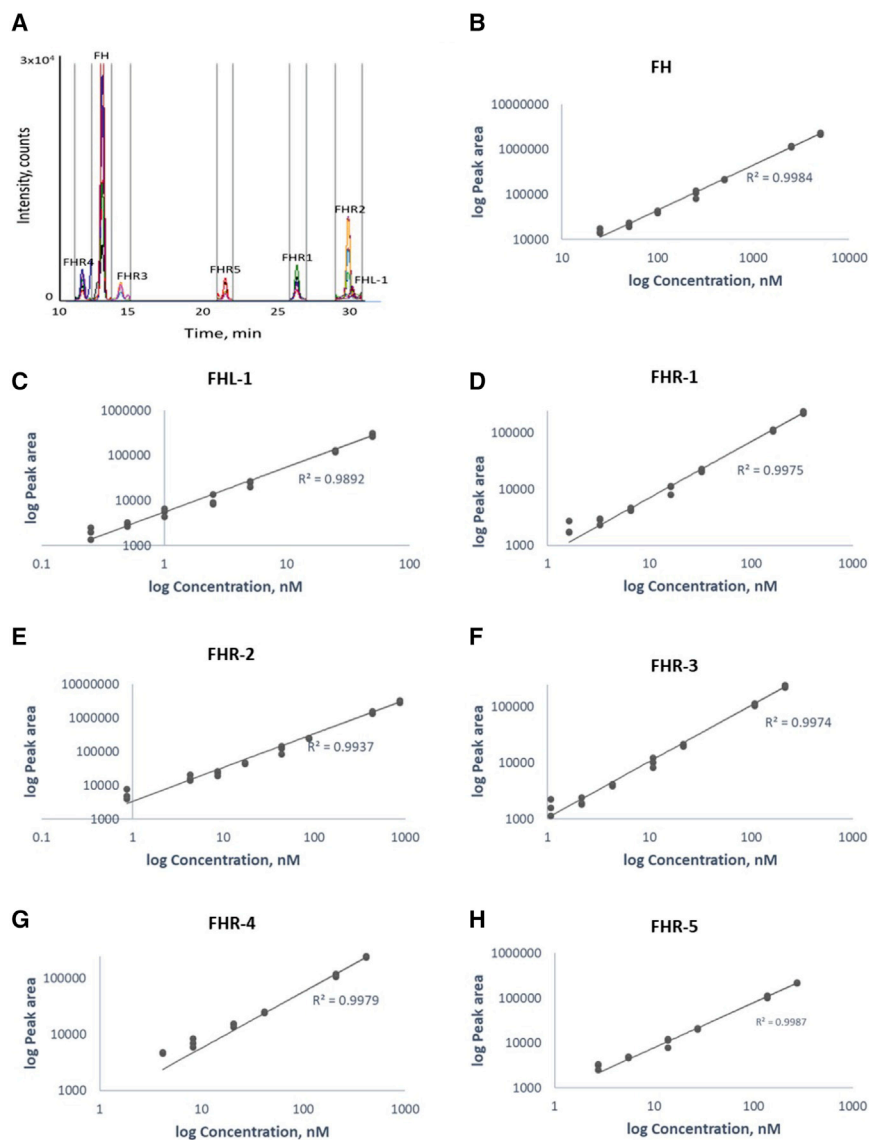 A
3x10⁴
Intensity, counts
0
FH
FHR4
FHR3
FHR5
FHR1
FHR2
FHL-1
10 15 20 25 30
Time, min
B
FH
log Peak area
10000000
1000000
100000
10000
R² = 0.9984
10 100 1000 10000
log Concentration, nM
C
FHL-1
log Peak area
1000000
100000
10000
1000
R² = 0.9892
0.1 1 10 100
log Concentration, nM
D
FHR-1
log Peak area
100000
10000
1000
R² = 0.9975
1 10 100 1000
log Concentration, nM
E
FHR-2
log Peak area
10000000
1000000
100000
10000
1000
R² = 0.9937
0.1 1 10 100 1000
log Concentration, nM
F
FHR-3
log Peak area
100000
10000
1000
R² = 0.9974
1 10 100 1000
log Concentration, nM
G
FHR-4
log Peak area
100000
10000
1000
R² = 0.9979
1 10 100 1000
log Concentration, nM
H
FHR-5
log Peak area
1000000
100000
10000
1000
R² = 0.9987
1 10 100 1000
log Concentration, nM